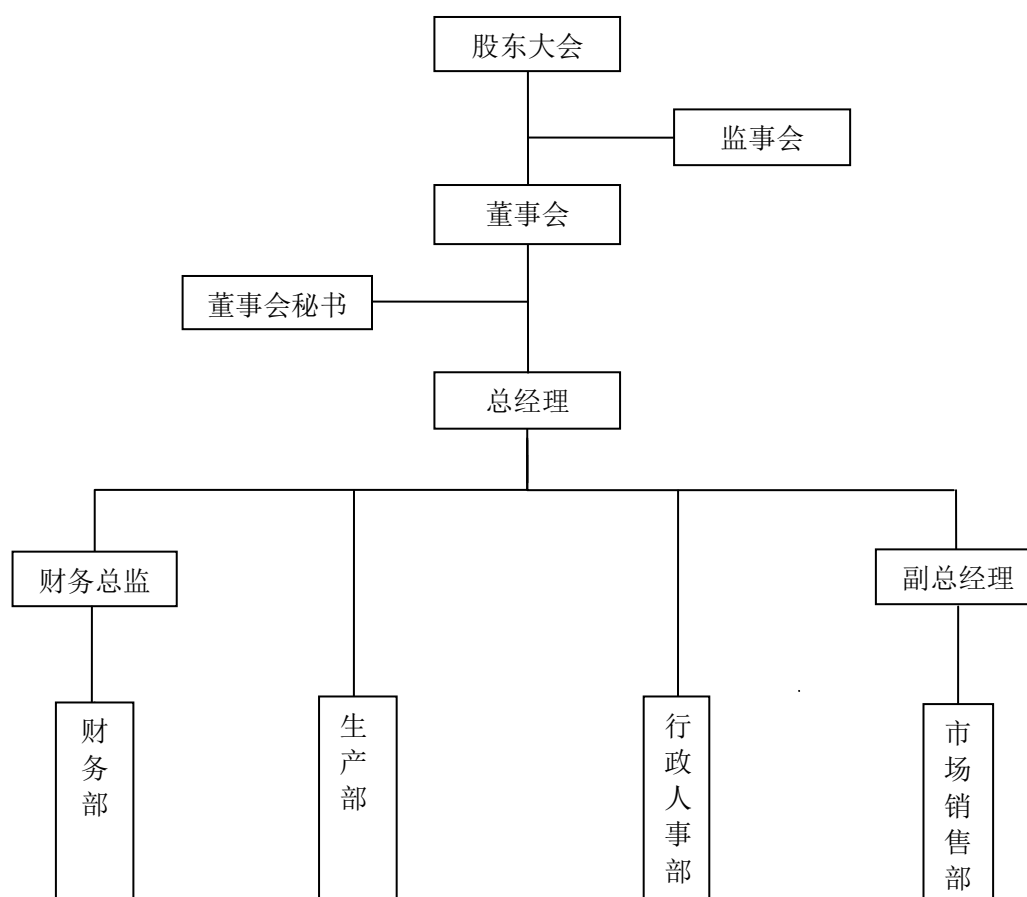 股东大会
监事会
董事会
董事会秘书
总经理
财务总监
副总经理
财务部
生产部
行政人事部
市场销售部